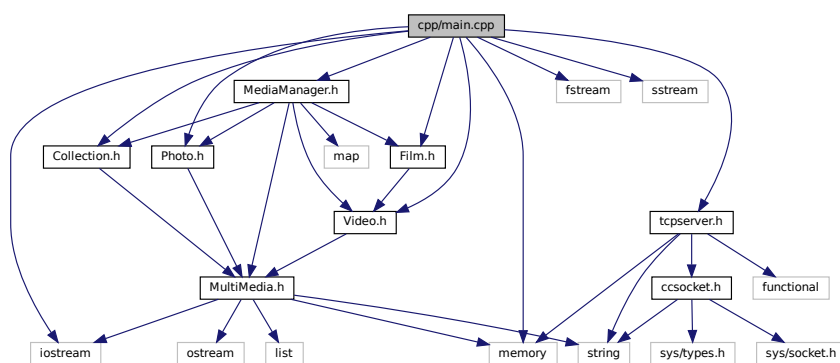 cpp/main.cpp
MediaManager.h
fstream
sstream
Collection.h
Photo.h
map
Film.h
Video.h
tcpserver.h
MultiMedia.h
ccsocket.h
functional
iostream
ostream
list
memory
string
sys/types.h
sys/socket.h